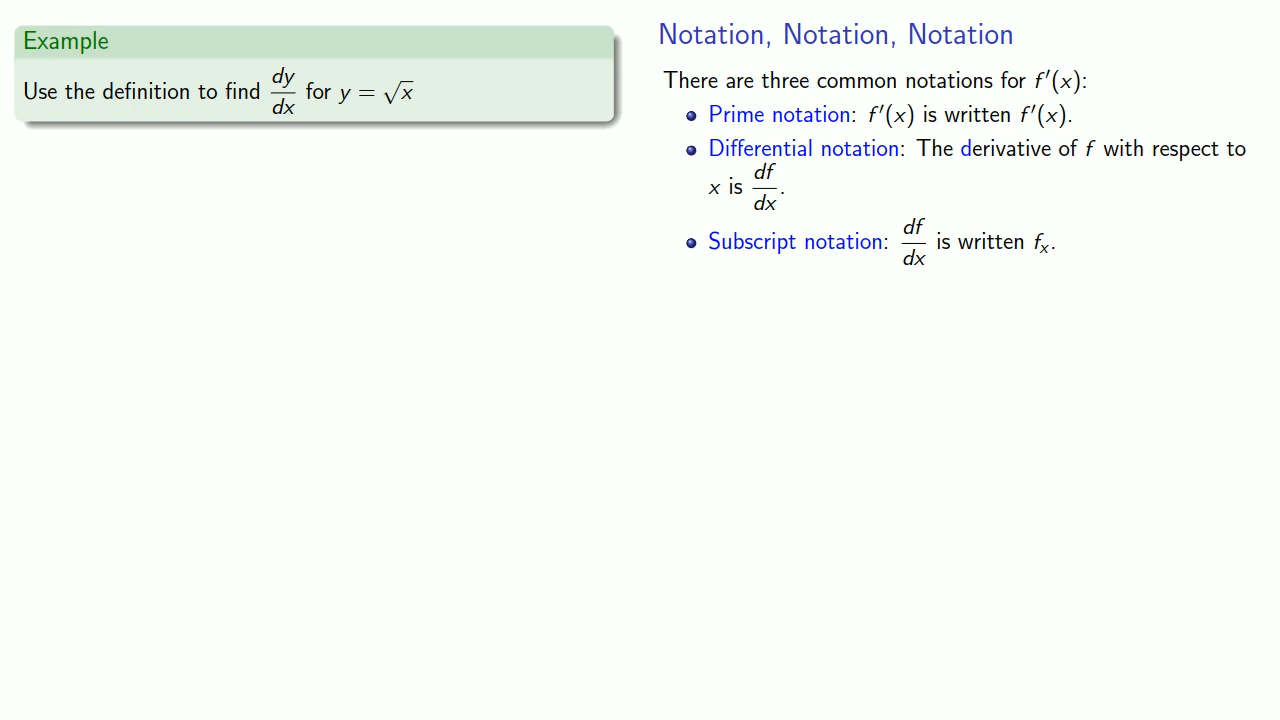 Example
Use the definition to find dy/dx for y = √x
Notation, Notation, Notation
There are three common notations for f′(x):
Prime notation: f′(x) is written f′(x).
Differential notation: The derivative of f with respect to
x is df/dx.
Subscript notation: df/dx is written fₓ.